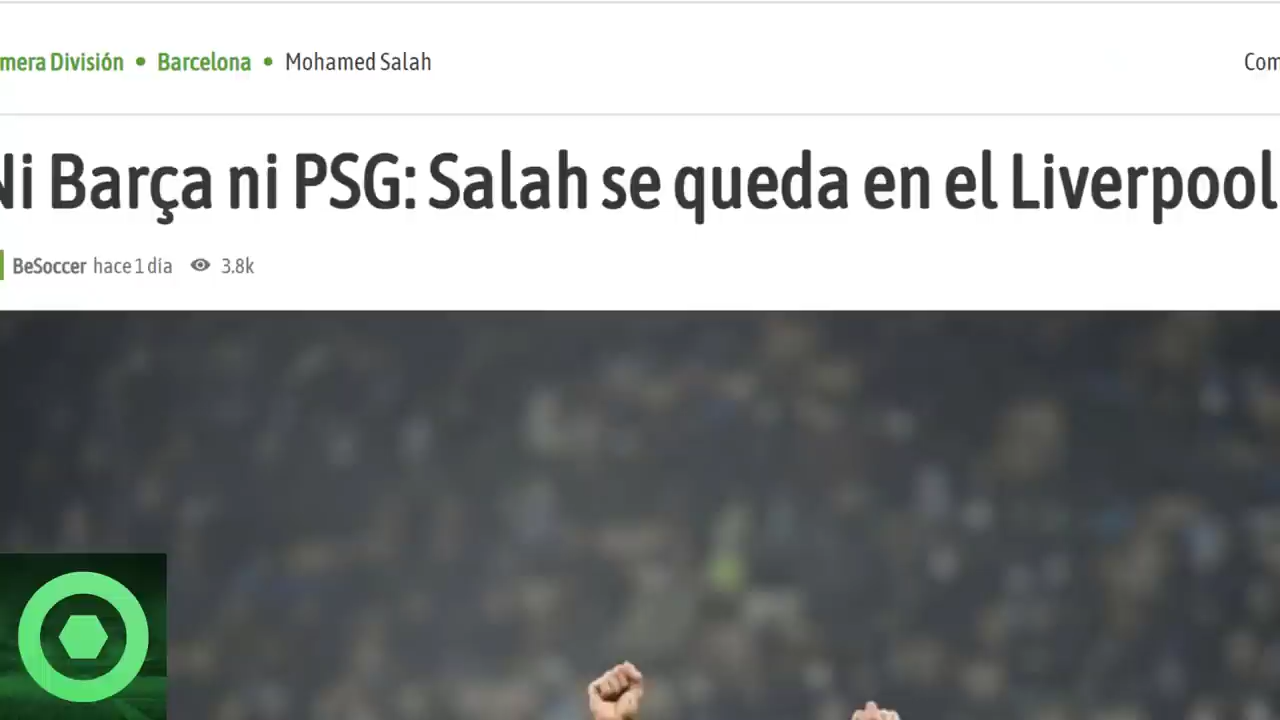 mera División • Barcelona • Mohamed Salah Com
Ni Barça ni PSG: Salah se queda en el Liverpool
BeSoccer hace 1 día 3.8k